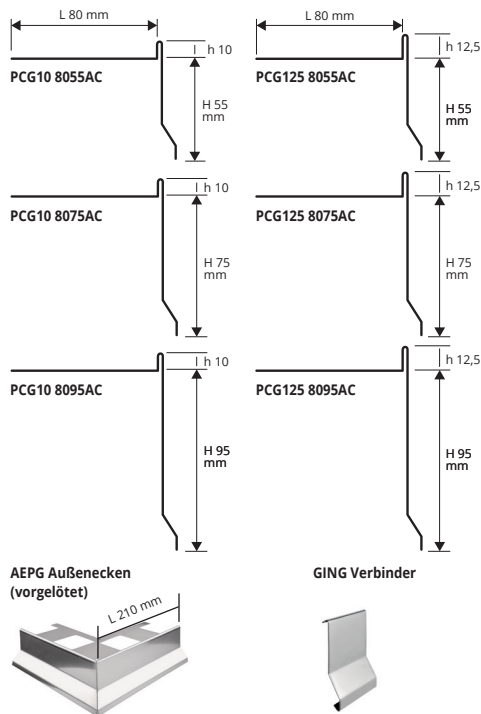 L 80 mm
h 10
PCG10 8055AC
H 55
mm
L 80 mm
h 12,5
PCG125 8055AC
H 55
mm
h 10
PCG10 8075AC
H 75
mm
h 12,5
PCG125 8075AC
H 75
mm
h 10
PCG10 8095AC
H 95
mm
h 12,5
PCG125 8095AC
H 95
mm
AEPG Außenecken
(vorgelötet)
L 210 mm
GING Verbinder